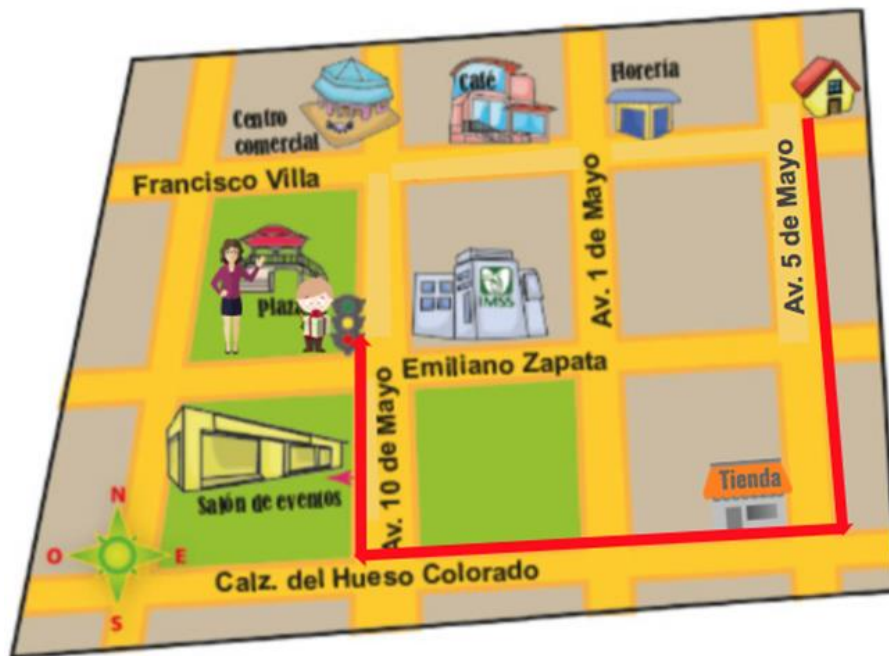 Centro
comercial
Café
Florería
Francisco Villa
Av. 1 de Mayo
Av. 5 de Mayo
Plaza
IMSS
Emiliano Zapata
Av. 10 de Mayo
Salón de eventos
Tienda
N
O
E
S
Calz. del Hueso Colorado